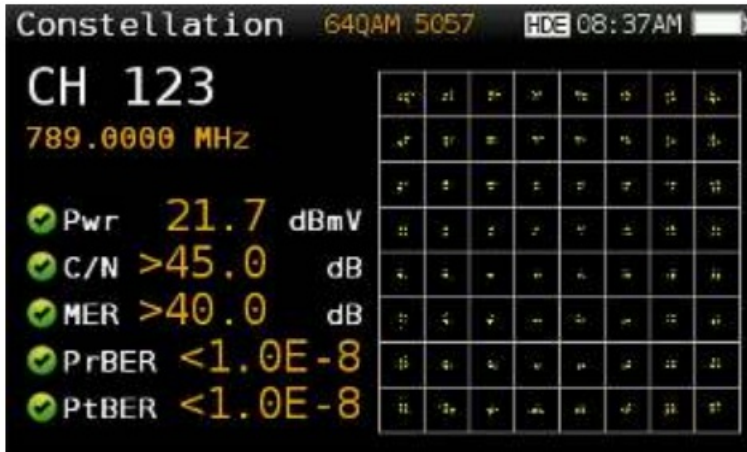 Constellation 64QAM 5057 HDE 08:37AM
CH 123
789.0000 MHz
Pwr 21.7 dBmV
C/N >45.0 dB
MER >40.0 dB
PrBER <1.0E-8
PtBER <1.0E-8